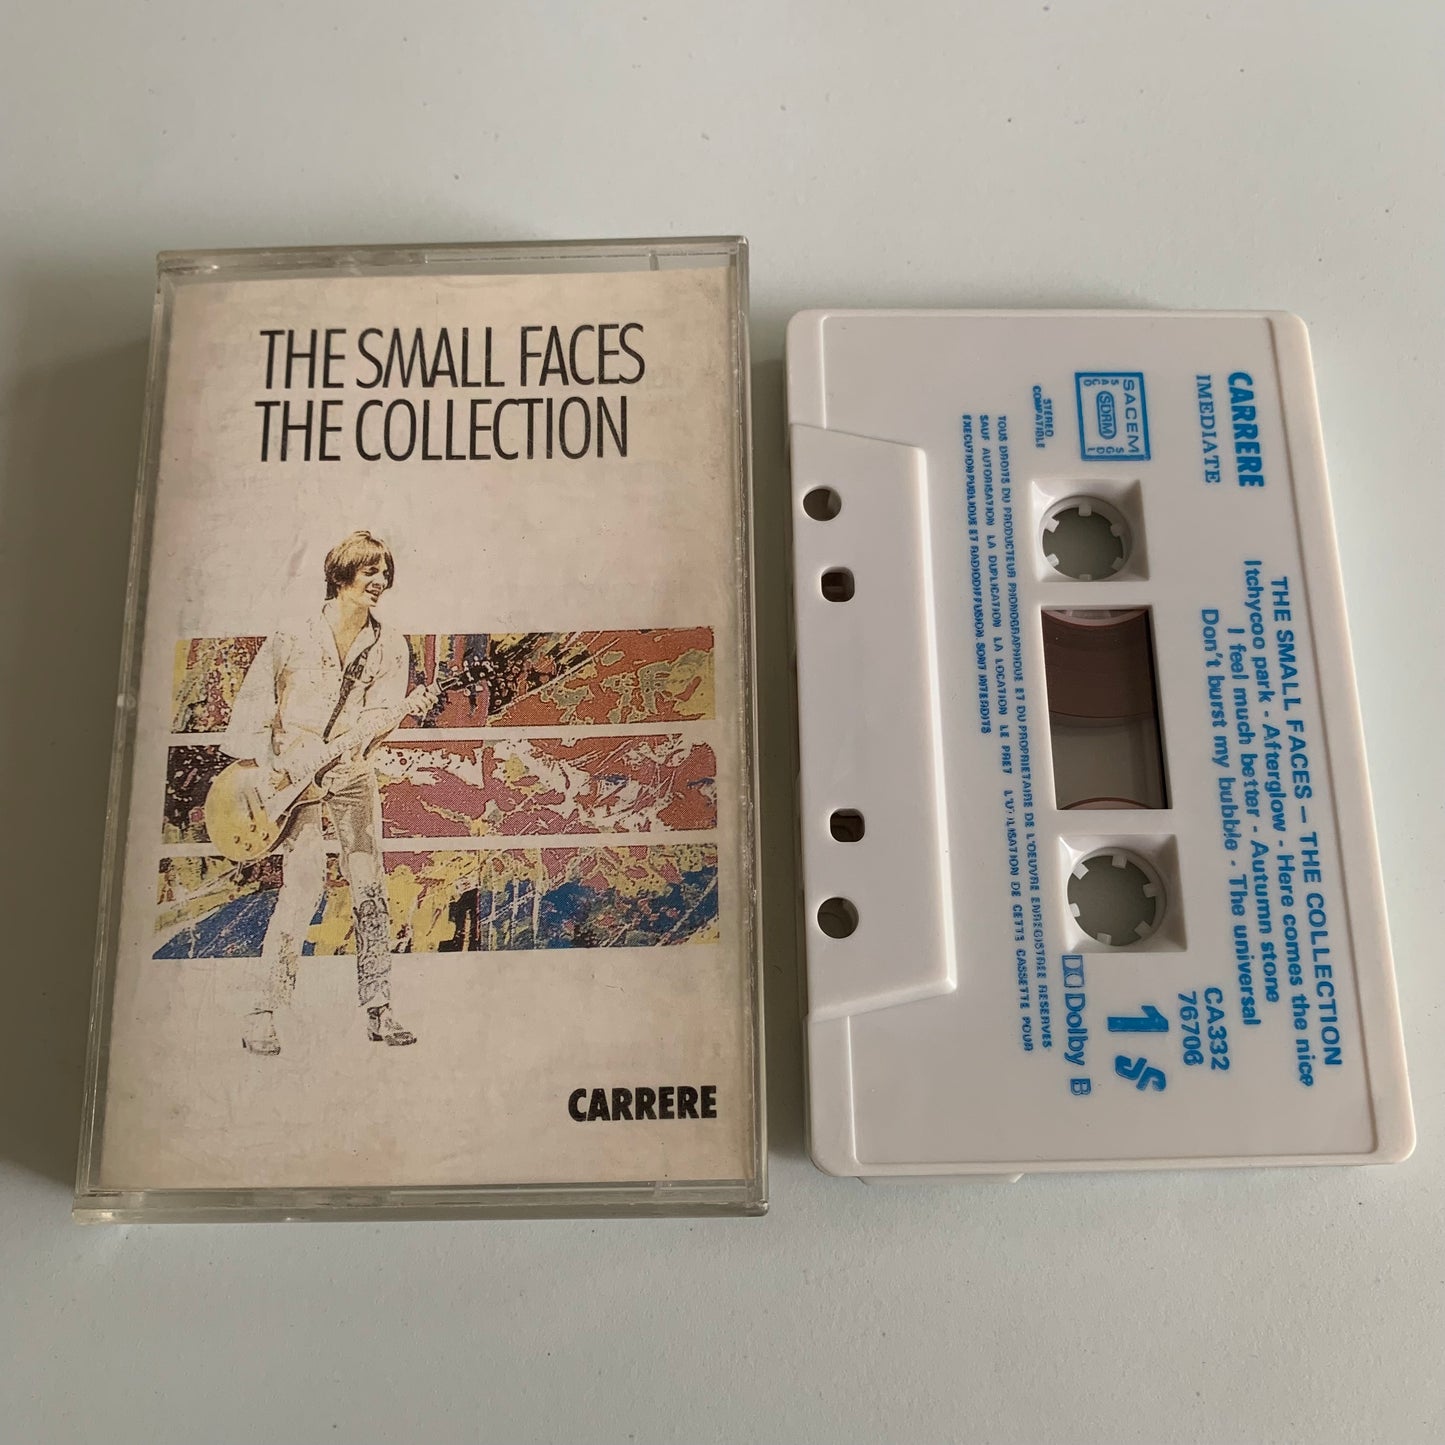 THE SMALL FACES
THE COLLECTION
CARRERE
CARRERE
IMEDIATE
THE SMALL FACES – THE COLLECTION
Itchycoo park - Afterglow - Here comes the nice
I feel much better - Autumn stone
Don't burst my bubble - The universal
CA332
76706
1
S
SACEM
SDRM
SACD
SGDL
STEREO
COMPATIBLE
DOLBY B
TOUS DROITS DU PRODUCTEUR PHONOGRAPHIQUE ET DU PROPRIETAIRE DE L'OEUVRE ENREGISTREE RESERVES
SAUF AUTORISATION LA DUPLICATION LA LOCATION LE PRET L'UTILISATION DE CETTE CASSETTE POUR
EXECUTION PUBLIQUE ET RADIODIFFUSION SONT INTERDITS